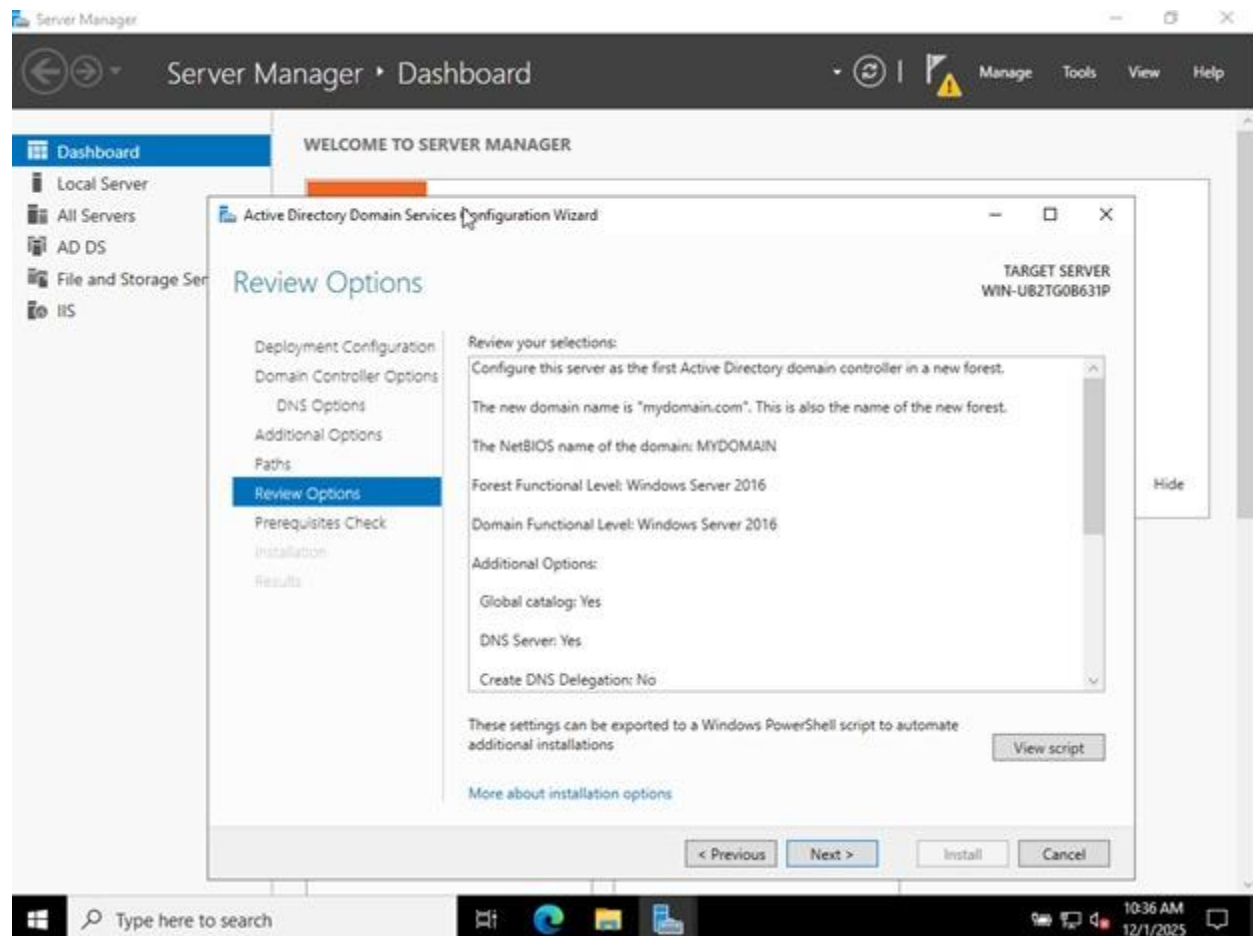 Server Manager
Server Manager • Dashboard
Manage Tools View Help
Dashboard
Local Server
All Servers
AD DS
File and Storage Ser
IIS
WELCOME TO SERVER MANAGER
Hide
Active Directory Domain Services Configuration Wizard
Review Options
TARGET SERVER
WIN-UB2TG0B631P
Deployment Configuration
Domain Controller Options
DNS Options
Additional Options
Paths
Review Options
Prerequisites Check
Installation
Results
Review your selections:
Configure this server as the first Active Directory domain controller in a new forest.
The new domain name is "mydomain.com". This is also the name of the new forest.
The NetBIOS name of the domain: MYDOMAIN
Forest Functional Level: Windows Server 2016
Domain Functional Level: Windows Server 2016
Additional Options:
Global catalog: Yes
DNS Server: Yes
Create DNS Delegation: No
These settings can be exported to a Windows PowerShell script to automate
additional installations
View script
More about installation options
< Previous Next > Install Cancel
Type here to search
10:36 AM
12/1/2025